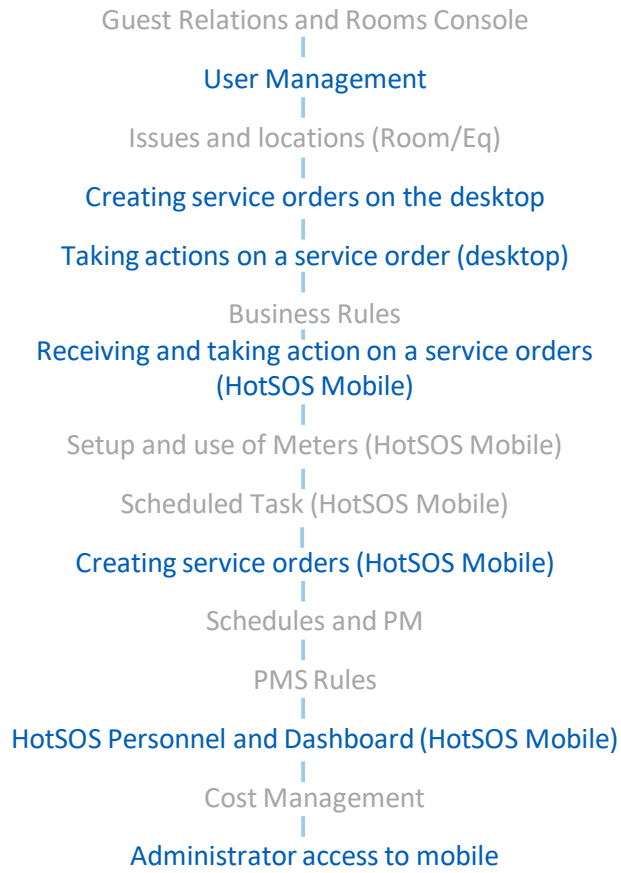 Guest Relations and Rooms Console
User Management
Issues and locations (Room/Eq)
Creating service orders on the desktop
Taking actions on a service order (desktop)
Business Rules
Receiving and taking action on a service orders
(HotSOS Mobile)
Setup and use of Meters (HotSOS Mobile)
Scheduled Task (HotSOS Mobile)
Creating service orders (HotSOS Mobile)
Schedules and PM
PMS Rules
HotSOS Personnel and Dashboard (HotSOS Mobile)
Cost Management
Administrator access to mobile